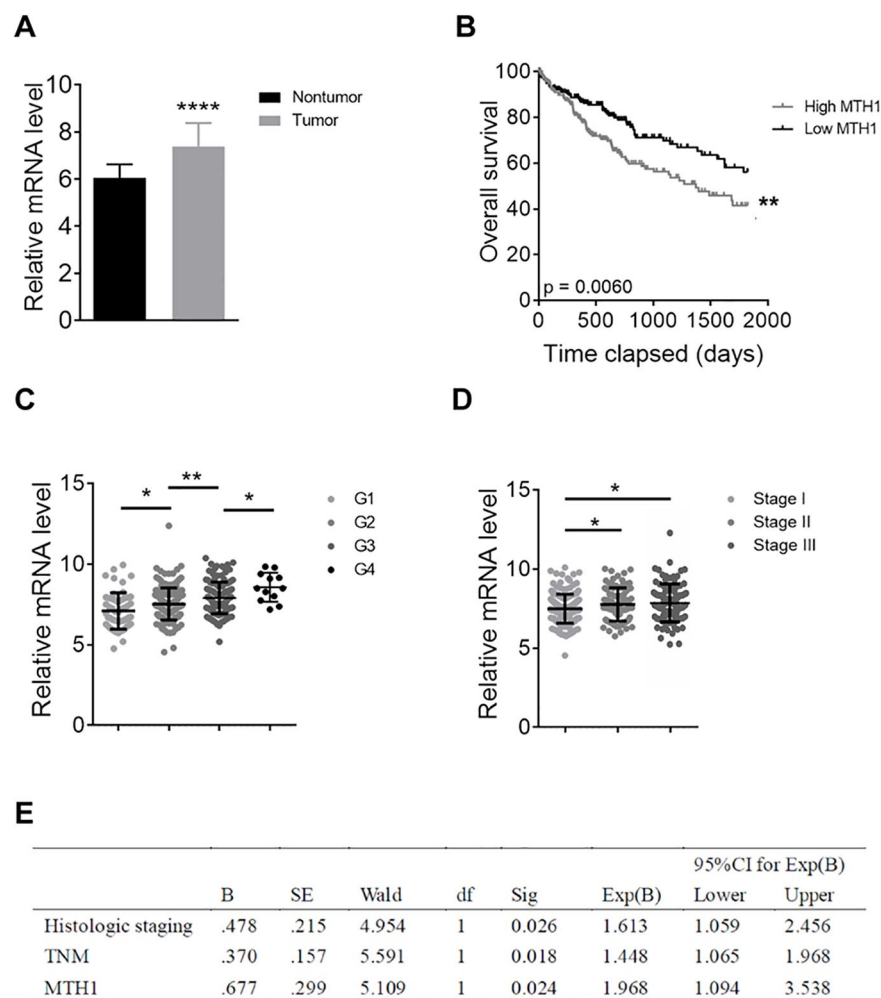 A
Relative mRNA level
10
8
6
4
2
0
****
Nontumor
Tumor
B
Overall survival
100
80
60
40
20
0
p = 0.0060
0 500 1000 1500 2000
Time clapsed (days)
High MTH1
Low MTH1
**
C
Relative mRNA level
15
10
5
0
* ** *
G1
G2
G3
G4
D
Relative mRNA level
15
10
5
0
*
*
Stage I
Stage II
Stage III
E
95%CI for Exp(B)
B SE Wald df Sig Exp(B) Lower Upper
Histologic staging .478 .215 4.954 1 0.026 1.613 1.059 2.456
TNM .370 .157 5.591 1 0.018 1.448 1.065 1.968
MTH1 .677 .299 5.109 1 0.024 1.968 1.094 3.538